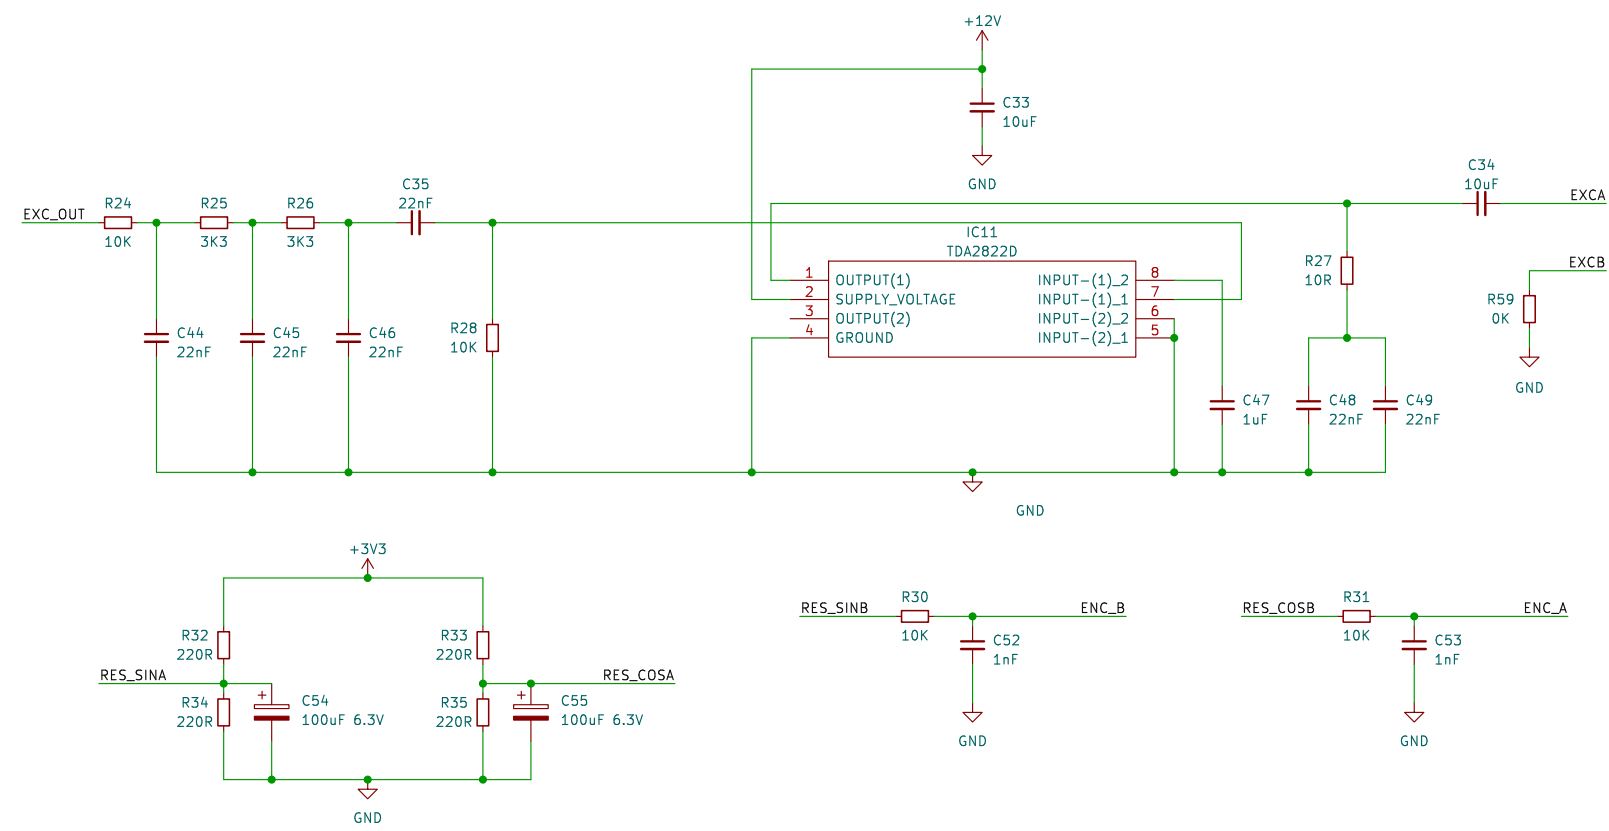 +12V
C33
10uF
GND
EXC_OUT
R24
10K
R25
3K3
R26
3K3
C35
22nF
C44
22nF
C45
22nF
C46
22nF
R28
10K
IC11
TDA2822D
1
OUTPUT(1)
2
SUPPLY_VOLTAGE
3
OUTPUT(2)
4
GROUND
8
INPUT-(1)_2
7
INPUT-(1)_1
6
INPUT-(2)_2
5
INPUT-(2)_1
C34
10uF
EXCA
R27
10R
EXCB
R59
0K
GND
C47
1uF
C48
22nF
C49
22nF
GND
+3V3
R32
220R
R33
220R
RES_SINA
RES_COSA
R34
220R
+
C54
100uF 6.3V
R35
220R
+
C55
100uF 6.3V
GND
RES_SINB
R30
10K
ENC_B
C52
1nF
GND
RES_COSB
R31
10K
ENC_A
C53
1nF
GND